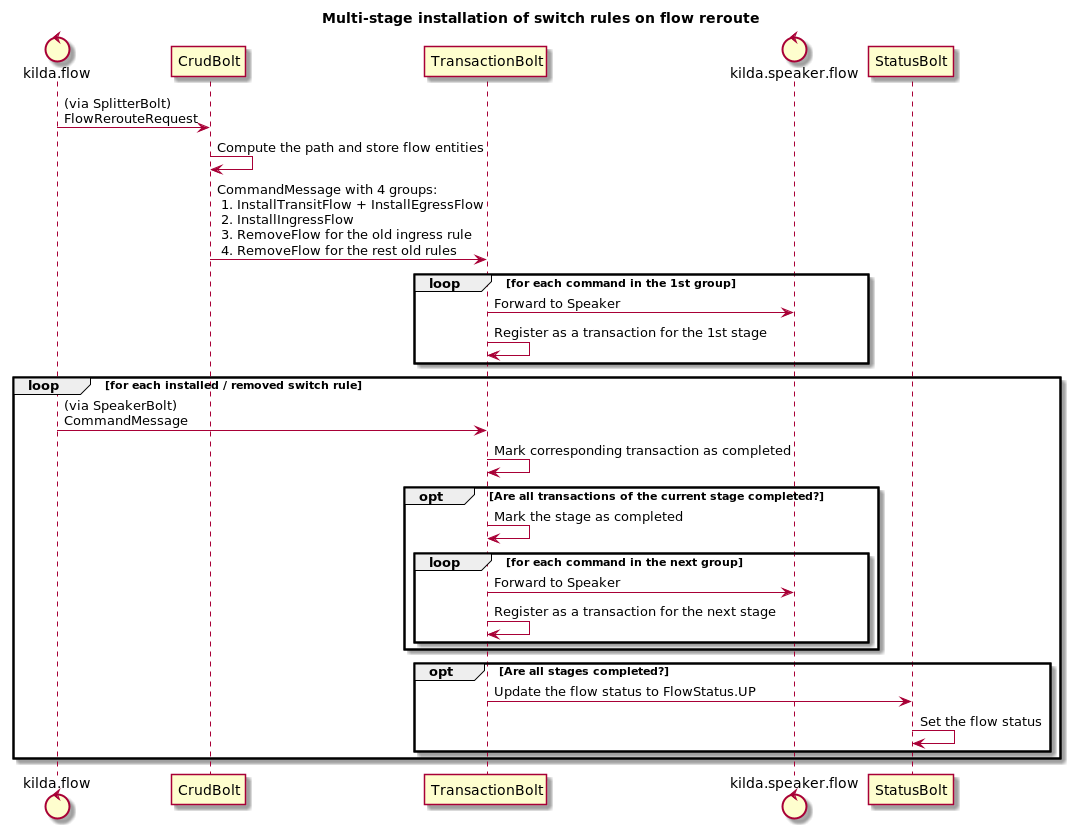 Multi-stage installation of switch rules on flow reroute
kilda.flow
CrudBolt
TransactionBolt
kilda.speaker.flow
StatusBolt
(via SplitterBolt)
FlowRerouteRequest
Compute the path and store flow entities
CommandMessage with 4 groups:
1. InstallTransitFlow + InstallEgressFlow
2. InstallIngressFlow
3. RemoveFlow for the old ingress rule
4. RemoveFlow for the rest old rules
loop [for each command in the 1st group]
Forward to Speaker
Register as a transaction for the 1st stage
loop [for each installed / removed switch rule]
(via SpeakerBolt)
CommandMessage
Mark corresponding transaction as completed
opt [Are all transactions of the current stage completed?]
Mark the stage as completed
loop [for each command in the next group]
Forward to Speaker
Register as a transaction for the next stage
opt [Are all stages completed?]
Update the flow status to FlowStatus.UP
Set the flow status
kilda.flow
CrudBolt
TransactionBolt
kilda.speaker.flow
StatusBolt